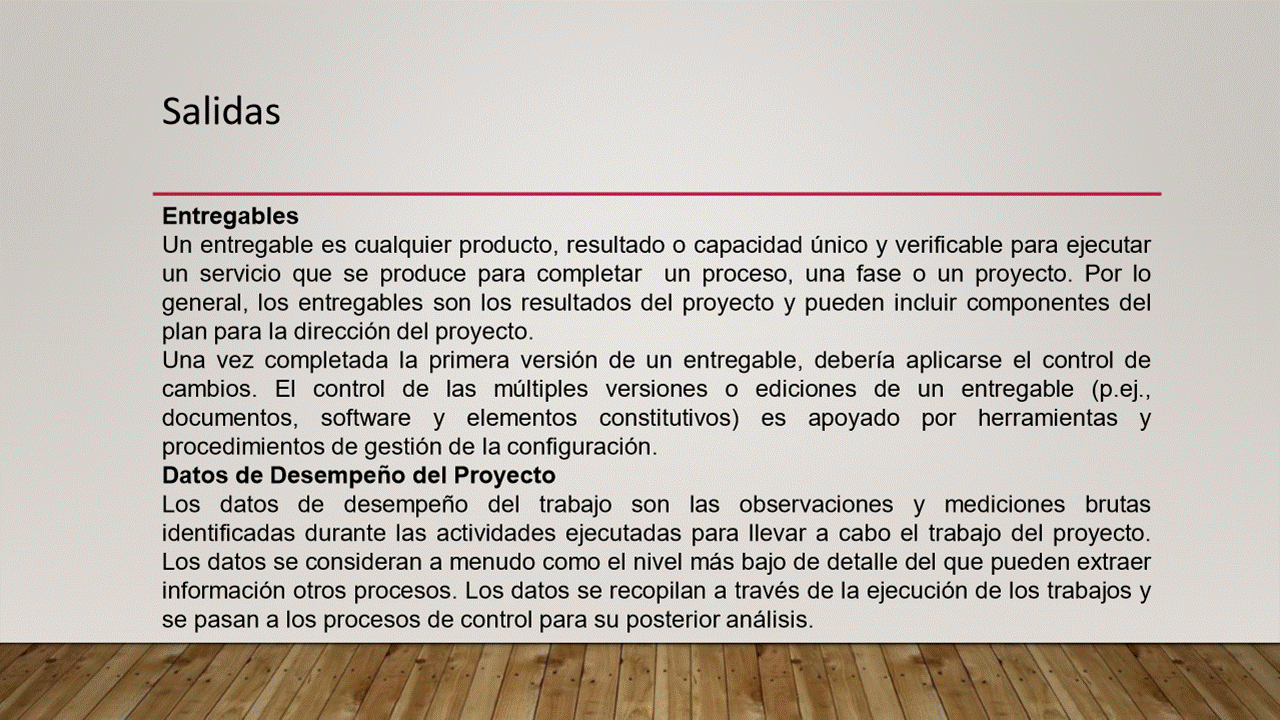 Salidas
Entregables
Un entregable es cualquier producto, resultado o capacidad único y verificable para ejecutar
un servicio que se produce para completar  un proceso, una fase o un proyecto. Por lo
general, los entregables son los resultados del proyecto y pueden incluir componentes del
plan para la dirección del proyecto.
Una vez completada la primera versión de un entregable, debería aplicarse el control de
cambios. El control de las múltiples versiones o ediciones de un entregable (p.ej.,
documentos, software y elementos constitutivos) es apoyado por herramientas y
procedimientos de gestión de la configuración.
Datos de Desempeño del Proyecto
Los datos de desempeño del trabajo son las observaciones y mediciones brutas
identificadas durante las actividades ejecutadas para llevar a cabo el trabajo del proyecto.
Los datos se consideran a menudo como el nivel más bajo de detalle del que pueden extraer
información otros procesos. Los datos se recopilan a través de la ejecución de los trabajos y
se pasan a los procesos de control para su posterior análisis.